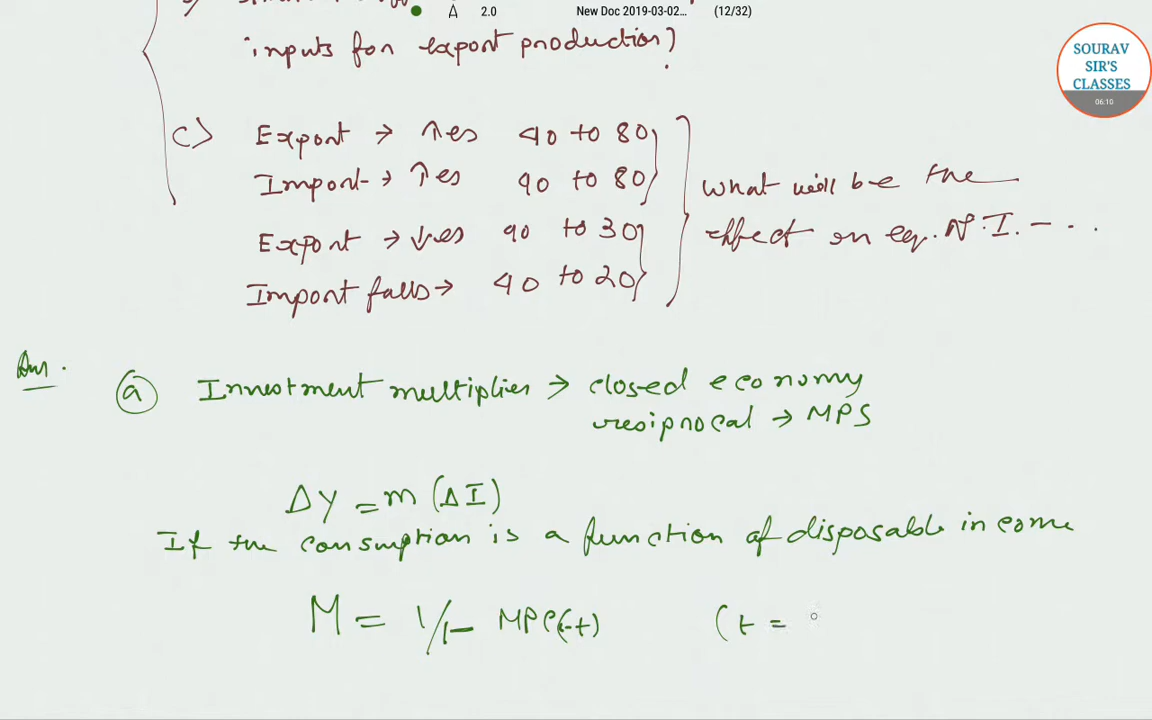 2.0 New Doc 2019-03-02... (12/32)
inputs for export production)
SOURAV
SIR'S
CLASSES
06:10
c) Export → ↑es 40 to 80
Import → ↑es 90 to 80
Export → ↓es 90 to 30
Import falls → 40 to 20
What will be the
effect on eq. N.I. - ..
Ans.
a Investment multiplier → closed economy
reciprocal → MPS
ΔY = m (ΔI)
If the consumption is a function of disposable income
M = 1/1- MPC(-t) (t =